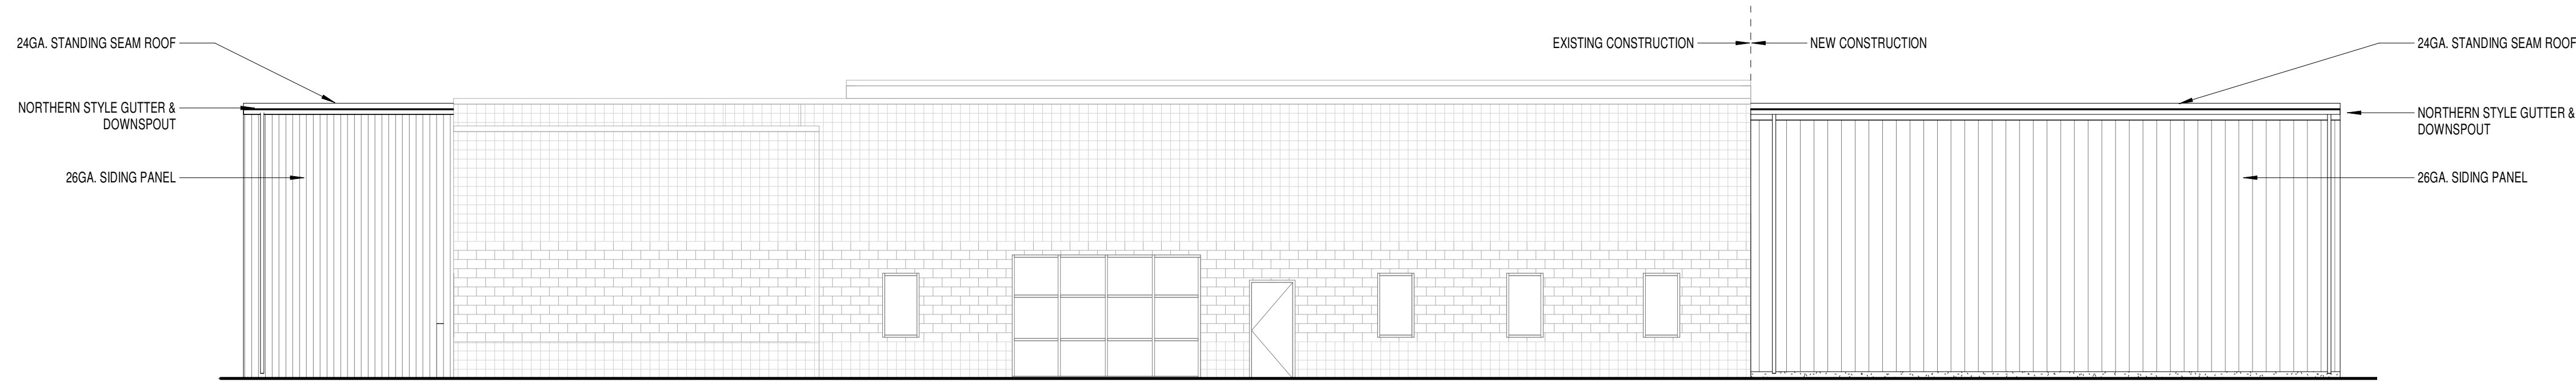 24GA. STANDING SEAM ROOF
NORTHERN STYLE GUTTER &
DOWNSPOUT
26GA. SIDING PANEL
EXISTING CONSTRUCTION
NEW CONSTRUCTION
24GA. STANDING SEAM ROOF
NORTHERN STYLE GUTTER &
DOWNSPOUT
26GA. SIDING PANEL